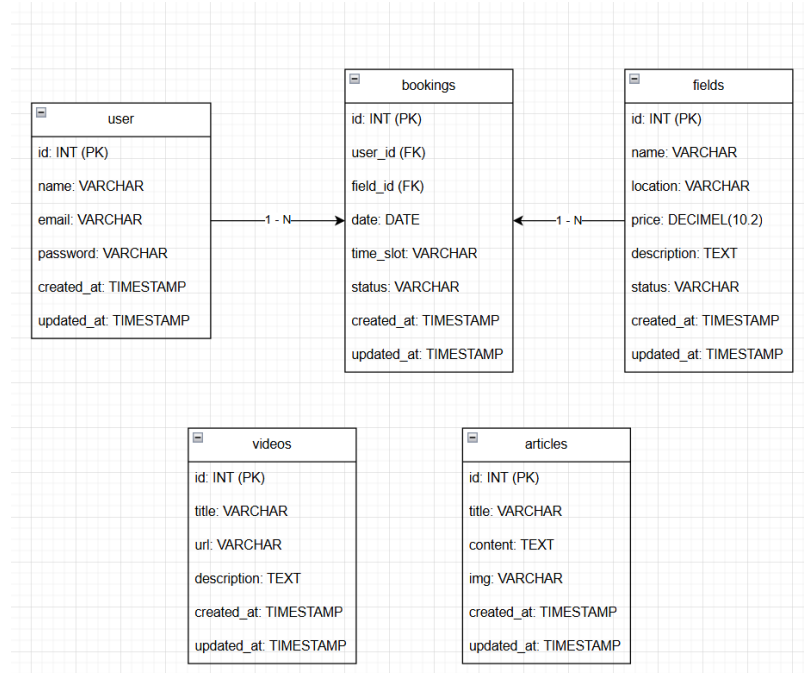 user
id: INT (PK)
name: VARCHAR
email: VARCHAR
password: VARCHAR
created_at: TIMESTAMP
updated_at: TIMESTAMP
1 - N
bookings
id: INT (PK)
user_id (FK)
field_id (FK)
date: DATE
time_slot: VARCHAR
status: VARCHAR
created_at: TIMESTAMP
updated_at: TIMESTAMP
1 - N
fields
id: INT (PK)
name: VARCHAR
location: VARCHAR
price: DECIMEL(10.2)
description: TEXT
status: VARCHAR
created_at: TIMESTAMP
updated_at: TIMESTAMP
videos
id: INT (PK)
title: VARCHAR
url: VARCHAR
description: TEXT
created_at: TIMESTAMP
updated_at: TIMESTAMP
articles
id: INT (PK)
title: VARCHAR
content: TEXT
img: VARCHAR
created_at: TIMESTAMP
updated_at: TIMESTAMP